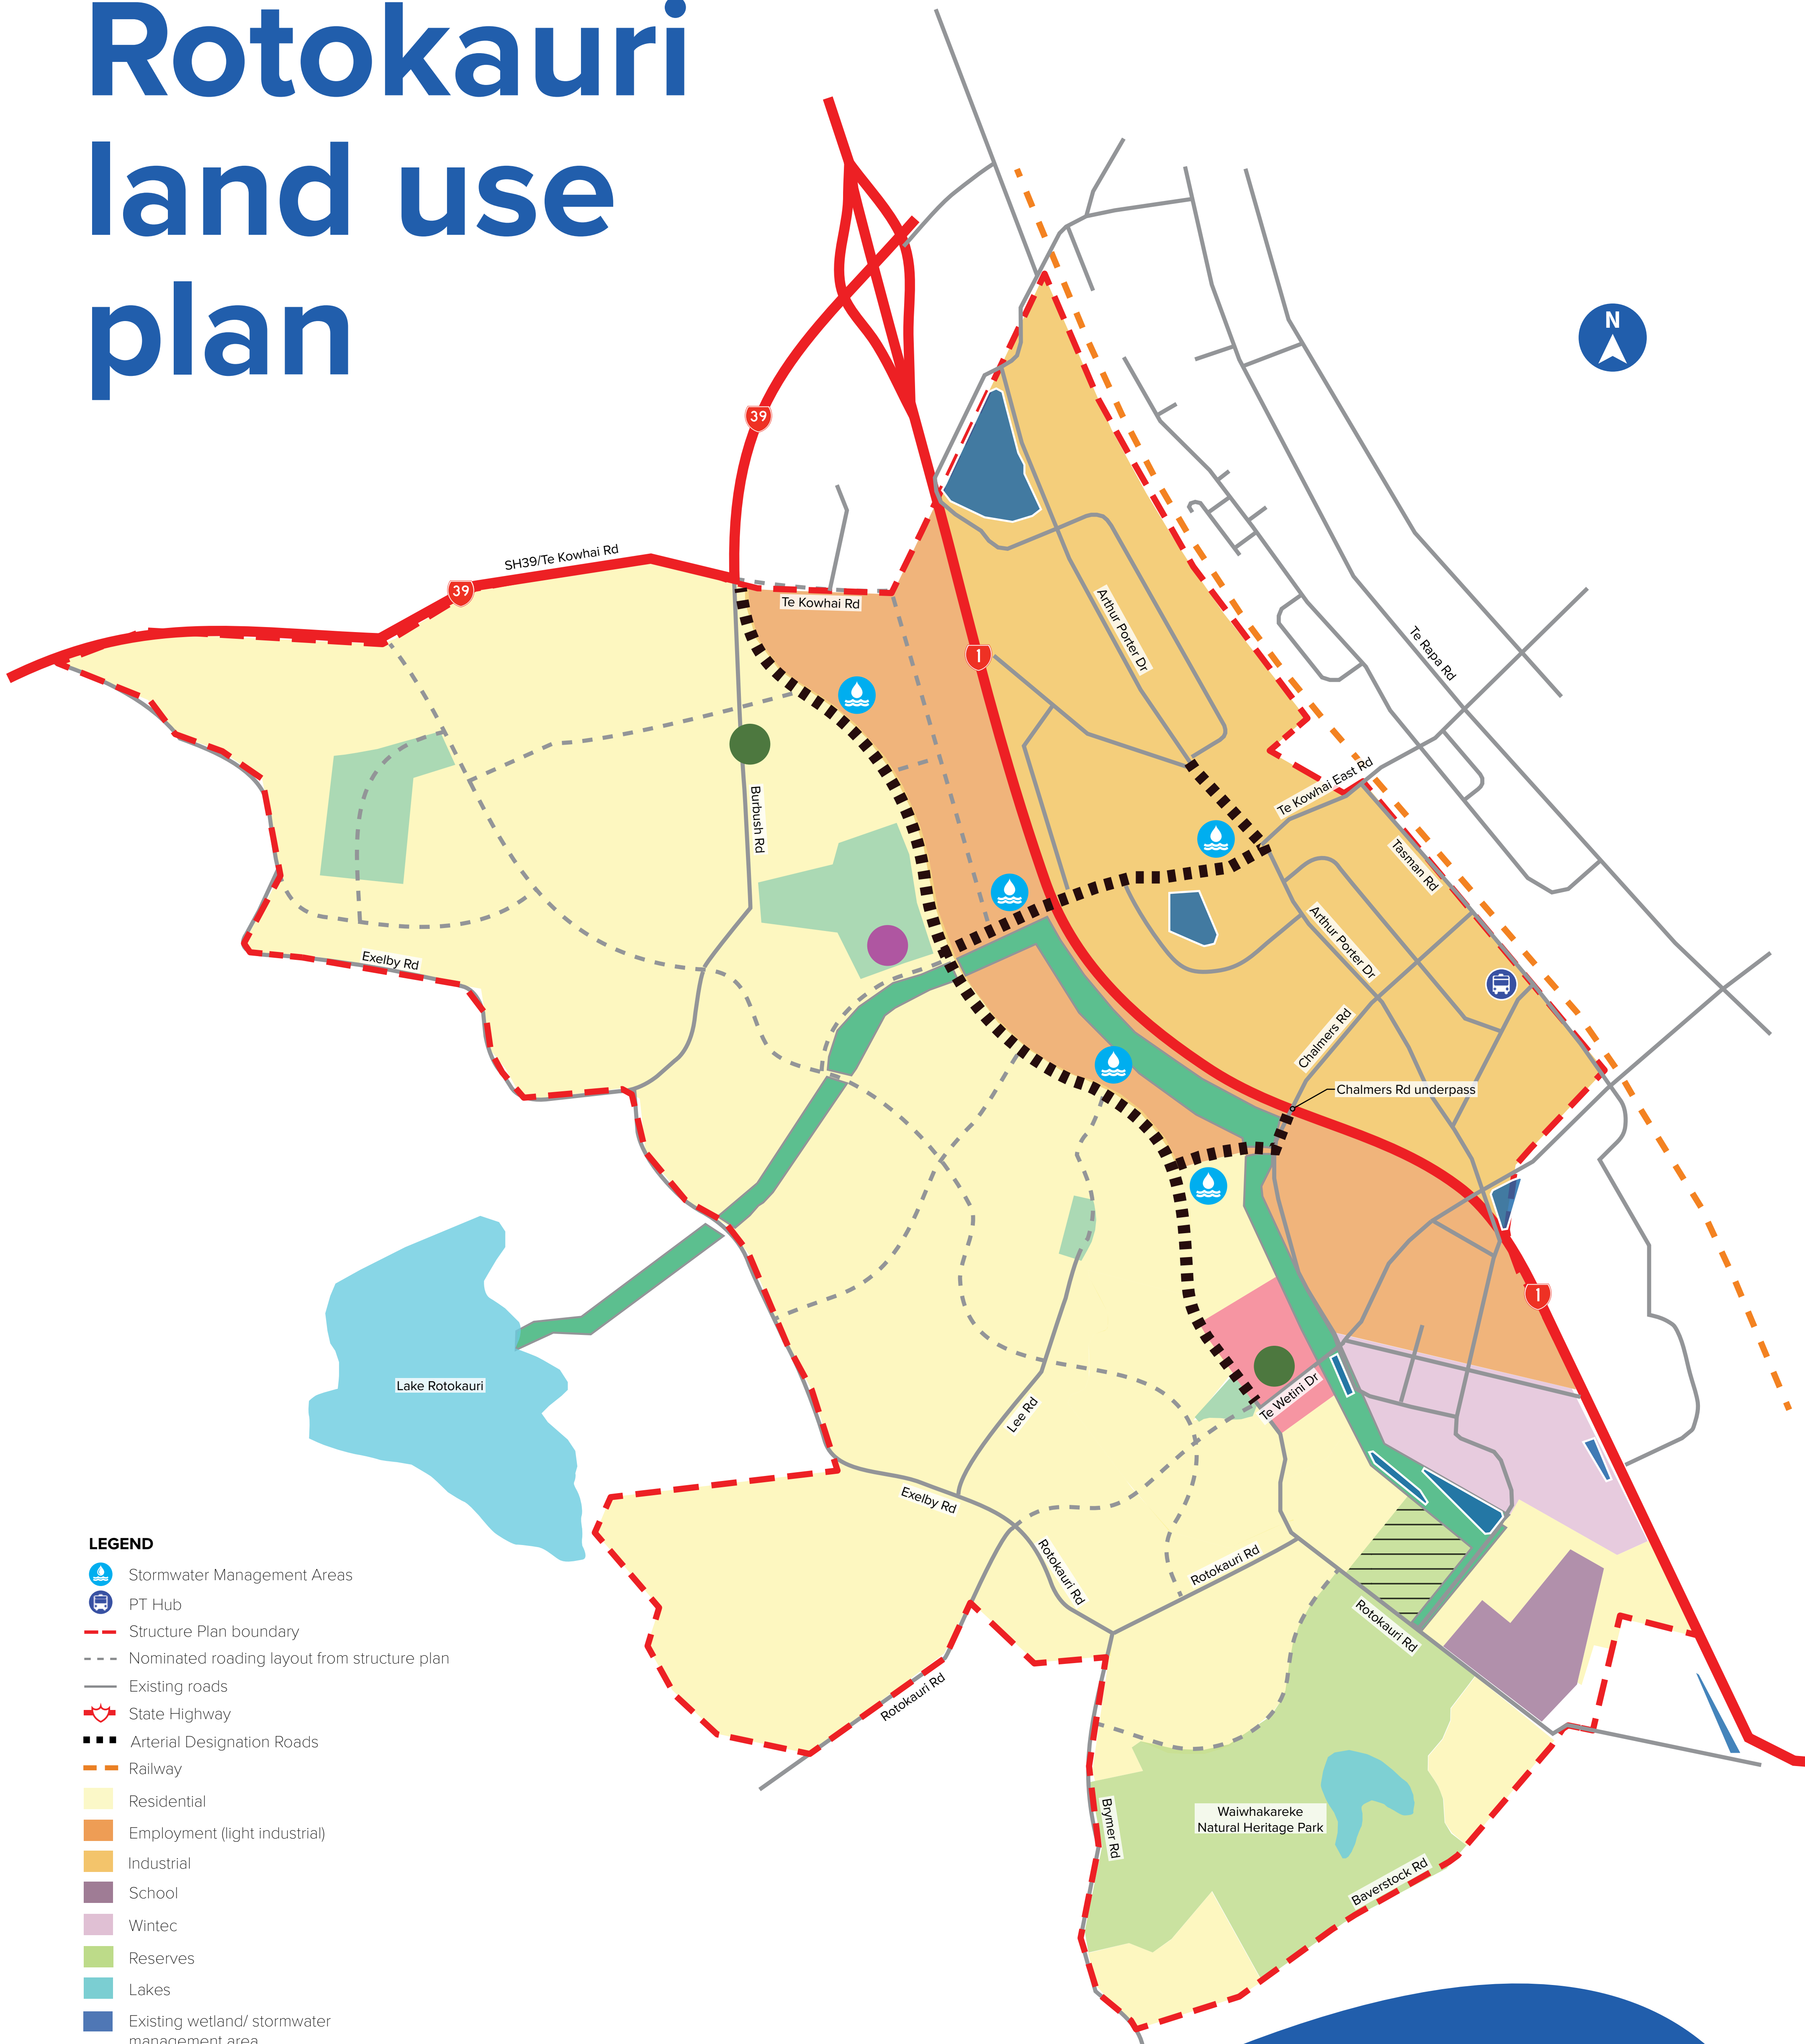 Rotokauri
land use
plan
N
39
SH39/Te Kowhai Rd
39
Te Kowhai Rd
1
Arthur Porter Dr
Te Rapa Rd
Te Kowhai East Rd
Burbush Rd
Tasman Rd
Arthur Porter Dr
Exelby Rd
Chalmers Rd
Chalmers Rd underpass
1
Lake Rotokauri
Te Wetini Dr
Lee Rd
Exelby Rd
Rotokauri Rd
Rotokauri Rd
Rotokauri Rd
Rotokauri Rd
Brymer Rd
Waiwhakareke
Natural Heritage Park
Baverstock Rd
LEGEND
Stormwater Management Areas
PT Hub
Structure Plan boundary
Nominated roading layout from structure plan
Existing roads
State Highway
Arterial Designation Roads
Railway
Residential
Employment (light industrial)
Industrial
School
Wintec
Reserves
Lakes
Existing wetland/ stormwater
management area